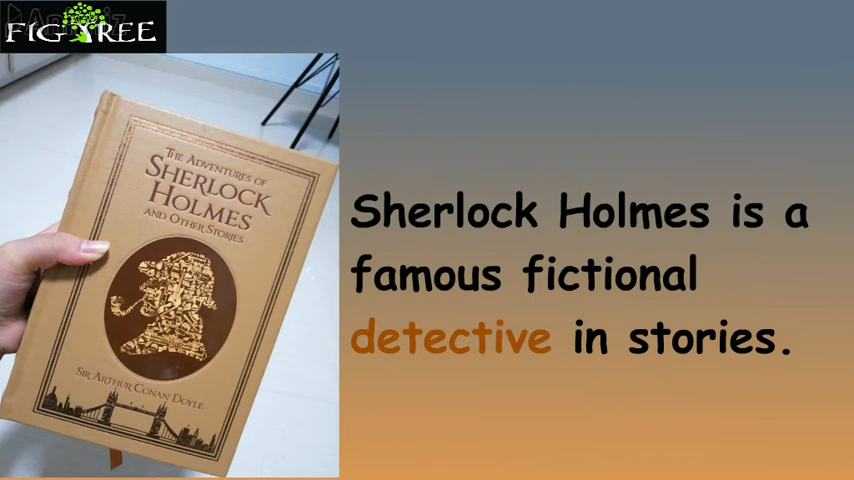 FIG TREE
THE ADVENTURES OF
SHERLOCK
HOLMES
AND OTHER STORIES
SIR ARTHUR CONAN DOYLE
Sherlock Holmes is a
famous fictional
detective in stories.